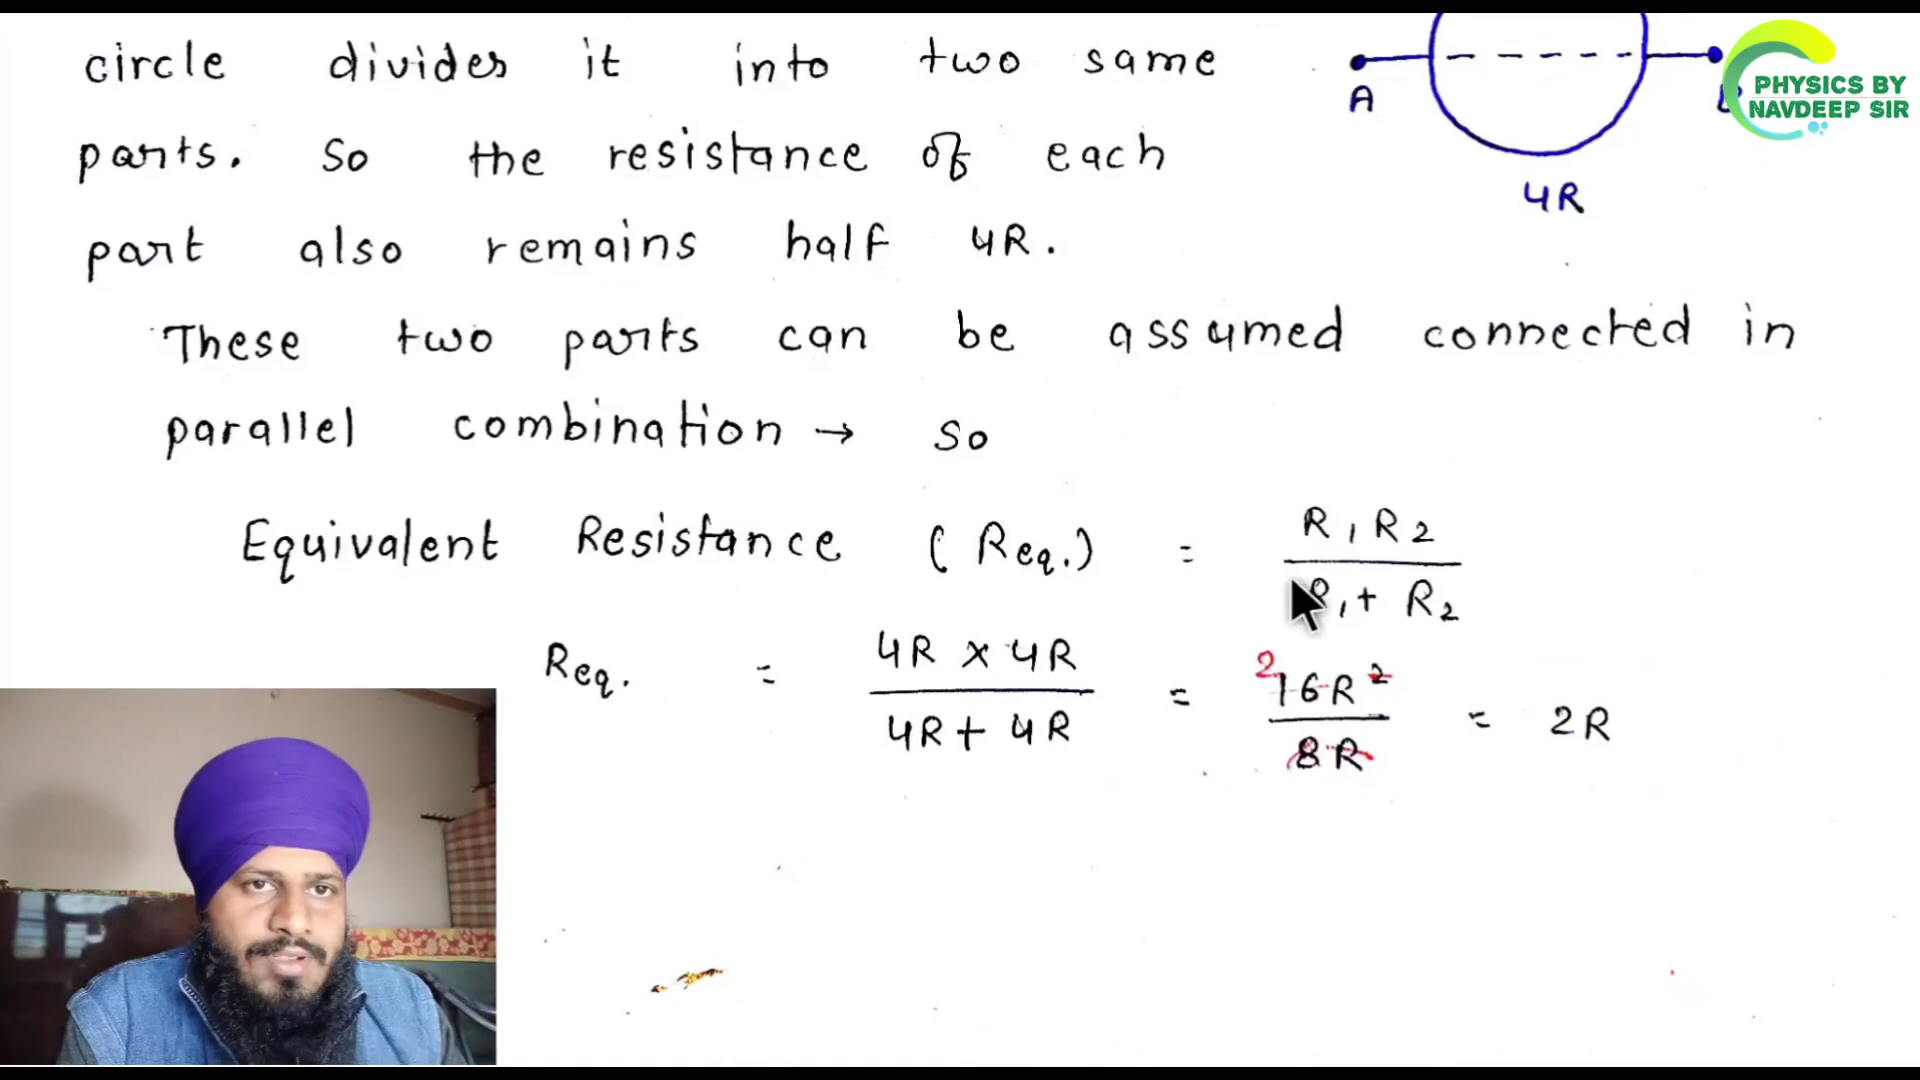 circle divides it into two same
A
PHYSICS BY
NAVDEEP SIR
parts. So the resistance of each
4R
part also remains half 4R.
These two parts can be assumed connected in
parallel combination → so
Equivalent Resistance (Req.) = R1R2 / R1 + R2
Req. = 4R × 4R / 4R + 4R = 2 16R² / 8R = 2R